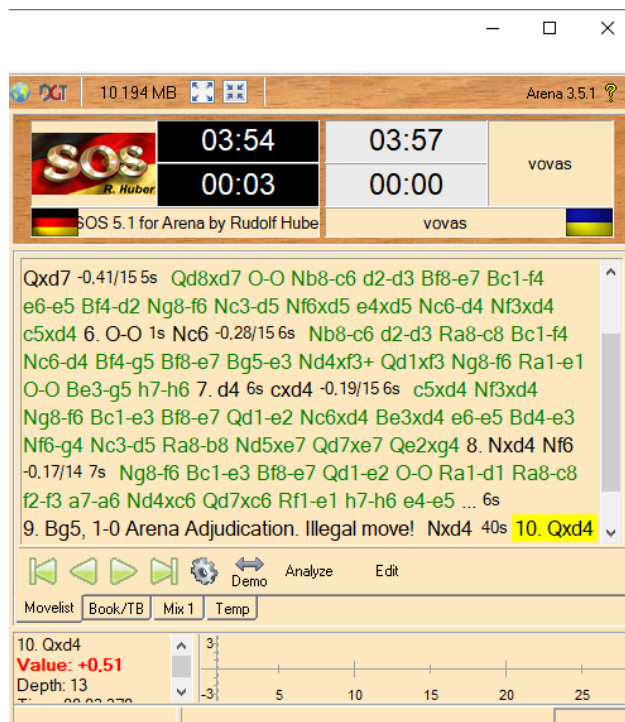 DGT 10 194 MB Arena 3.5.1
SOS
R. Huber
03:54
00:03
03:57
00:00
vovas
SOS 5.1 for Arena by Rudolf Hube
vovas
Qxd7 -0,41/15 5s Qd8xd7 O-O Nb8-c6 d2-d3 Bf8-e7 Bc1-f4
e6-e5 Bf4-d2 Ng8-f6 Nc3-d5 Nf6xd5 e4xd5 Nc6-d4 Nf3xd4
c5xd4 6. O-O 1s Nc6 -0,28/15 6s Nb8-c6 d2-d3 Ra8-c8 Bc1-f4
Nc6-d4 Bf4-g5 Bf8-e7 Bg5-e3 Nd4xf3+ Qd1xf3 Ng8-f6 Ra1-e1
O-O Be3-g5 h7-h6 7. d4 6s cxd4 -0,19/15 6s c5xd4 Nf3xd4
Ng8-f6 Bc1-e3 Bf8-e7 Qd1-e2 Nc6xd4 Be3xd4 e6-e5 Bd4-e3
Nf6-g4 Nc3-d5 Ra8-b8 Nd5xe7 Qd7xe7 Qe2xg4 8. Nxd4 Nf6
-0,17/14 7s Ng8-f6 Bc1-e3 Bf8-e7 Qd1-e2 O-O Ra1-d1 Ra8-c8
f2-f3 a7-a6 Nd4xc6 Qd7xc6 Rf1-e1 h7-h6 e4-e5 ... 6s
9. Bg5, 1-0 Arena Adjudication. Illegal move! Nxd4 40s 10. Qxd4
Demo Analyze Edit
Movelist Book/TB Mix 1 Temp
10. Qxd4
Value: +0,51
Depth: 13
3
-3
5 10 15 20 25